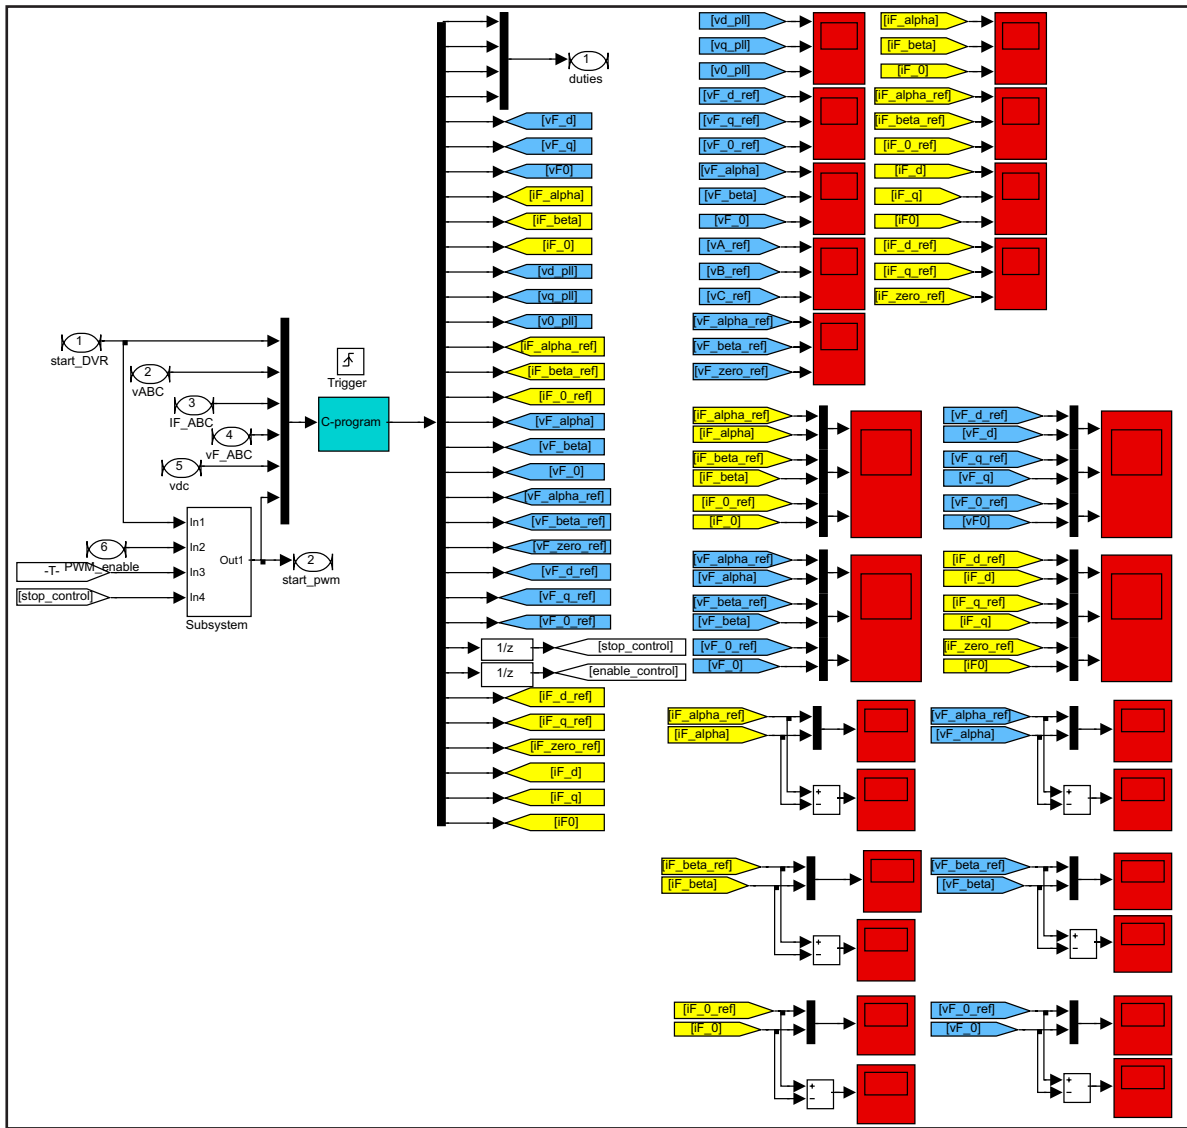 1
start_DVR
2
vABC
3
IF_ABC
4
vF_ABC
5
vdc
6
PWM_enable
-T-
[stop_control]
In1
In2
In3
In4
Out1
Subsystem
2
start_pwm
Trigger
C-program
1
duties
[vF_d]
[vF_q]
[vF0]
[iF_alpha]
[iF_beta]
[iF_0]
[vd_pll]
[vq_pll]
[v0_pll]
[iF_alpha_ref]
[iF_beta_ref]
[iF_0_ref]
[vF_alpha]
[vF_beta]
[vF_0]
[vF_alpha_ref]
[vF_beta_ref]
[vF_zero_ref]
[vF_d_ref]
[vF_q_ref]
[vF_0_ref]
1/z
[stop_control]
1/z
[enable_control]
[iF_d_ref]
[iF_q_ref]
[iF_zero_ref]
[iF_d]
[iF_q]
[iF0]
[vd_pll]
[vq_pll]
[v0_pll]
[vF_d_ref]
[vF_q_ref]
[vF_0_ref]
[vF_alpha]
[vF_beta]
[vF_0]
[vA_ref]
[vB_ref]
[vC_ref]
[vF_alpha_ref]
[vF_beta_ref]
[vF_zero_ref]
[iF_alpha]
[iF_beta]
[iF_0]
[iF_alpha_ref]
[iF_beta_ref]
[iF_0_ref]
[iF_d]
[iF_q]
[iF0]
[iF_d_ref]
[iF_q_ref]
[iF_zero_ref]
[iF_alpha_ref]
[iF_alpha]
[iF_beta_ref]
[iF_beta]
[iF_0_ref]
[iF_0]
[vF_d_ref]
[vF_d]
[vF_q_ref]
[vF_q]
[vF_0_ref]
[vF0]
[vF_alpha_ref]
[vF_alpha]
[vF_beta_ref]
[vF_beta]
[vF_0_ref]
[vF_0]
[iF_d_ref]
[iF_d]
[iF_q_ref]
[iF_q]
[iF_zero_ref]
[iF0]
[iF_alpha_ref]
[iF_alpha]
+
−
[vF_alpha_ref]
[vF_alpha]
+
−
[iF_beta_ref]
[iF_beta]
+
−
[vF_beta_ref]
[vF_beta]
+
−
[iF_0_ref]
[iF_0]
+
−
[vF_0_ref]
[vF_0]
+
−